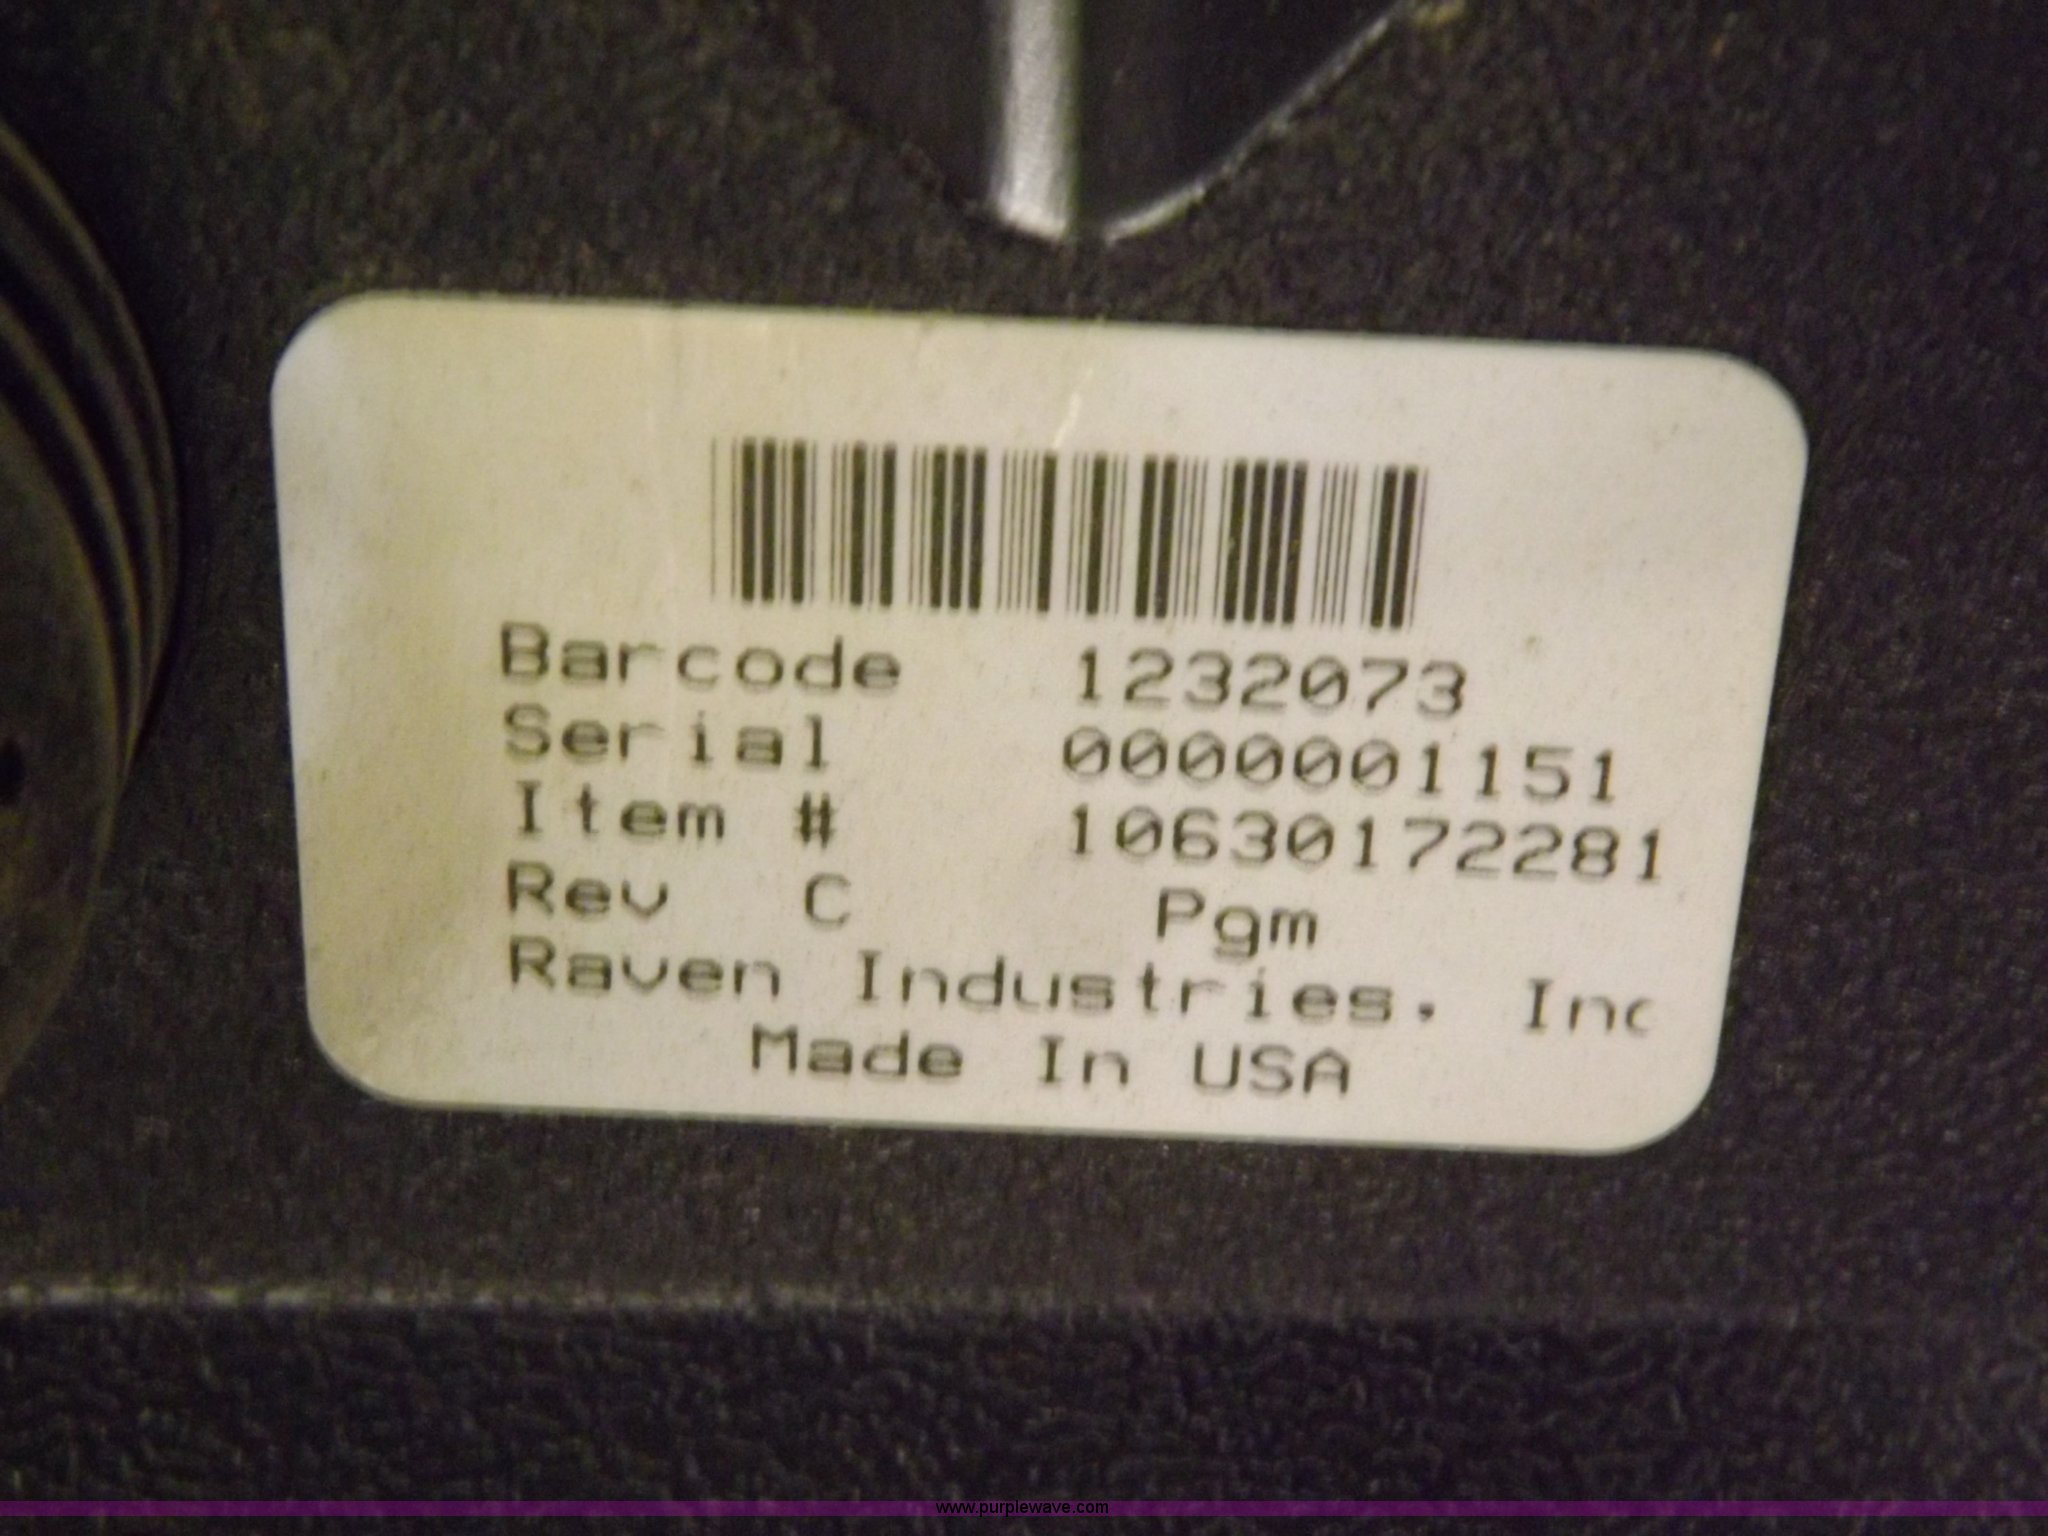 Barcode 1232073
Serial 0000001151
Item # 10630172281
Rev C Pgm
Raven Industries, Inc
Made In USA
www.purplewave.com